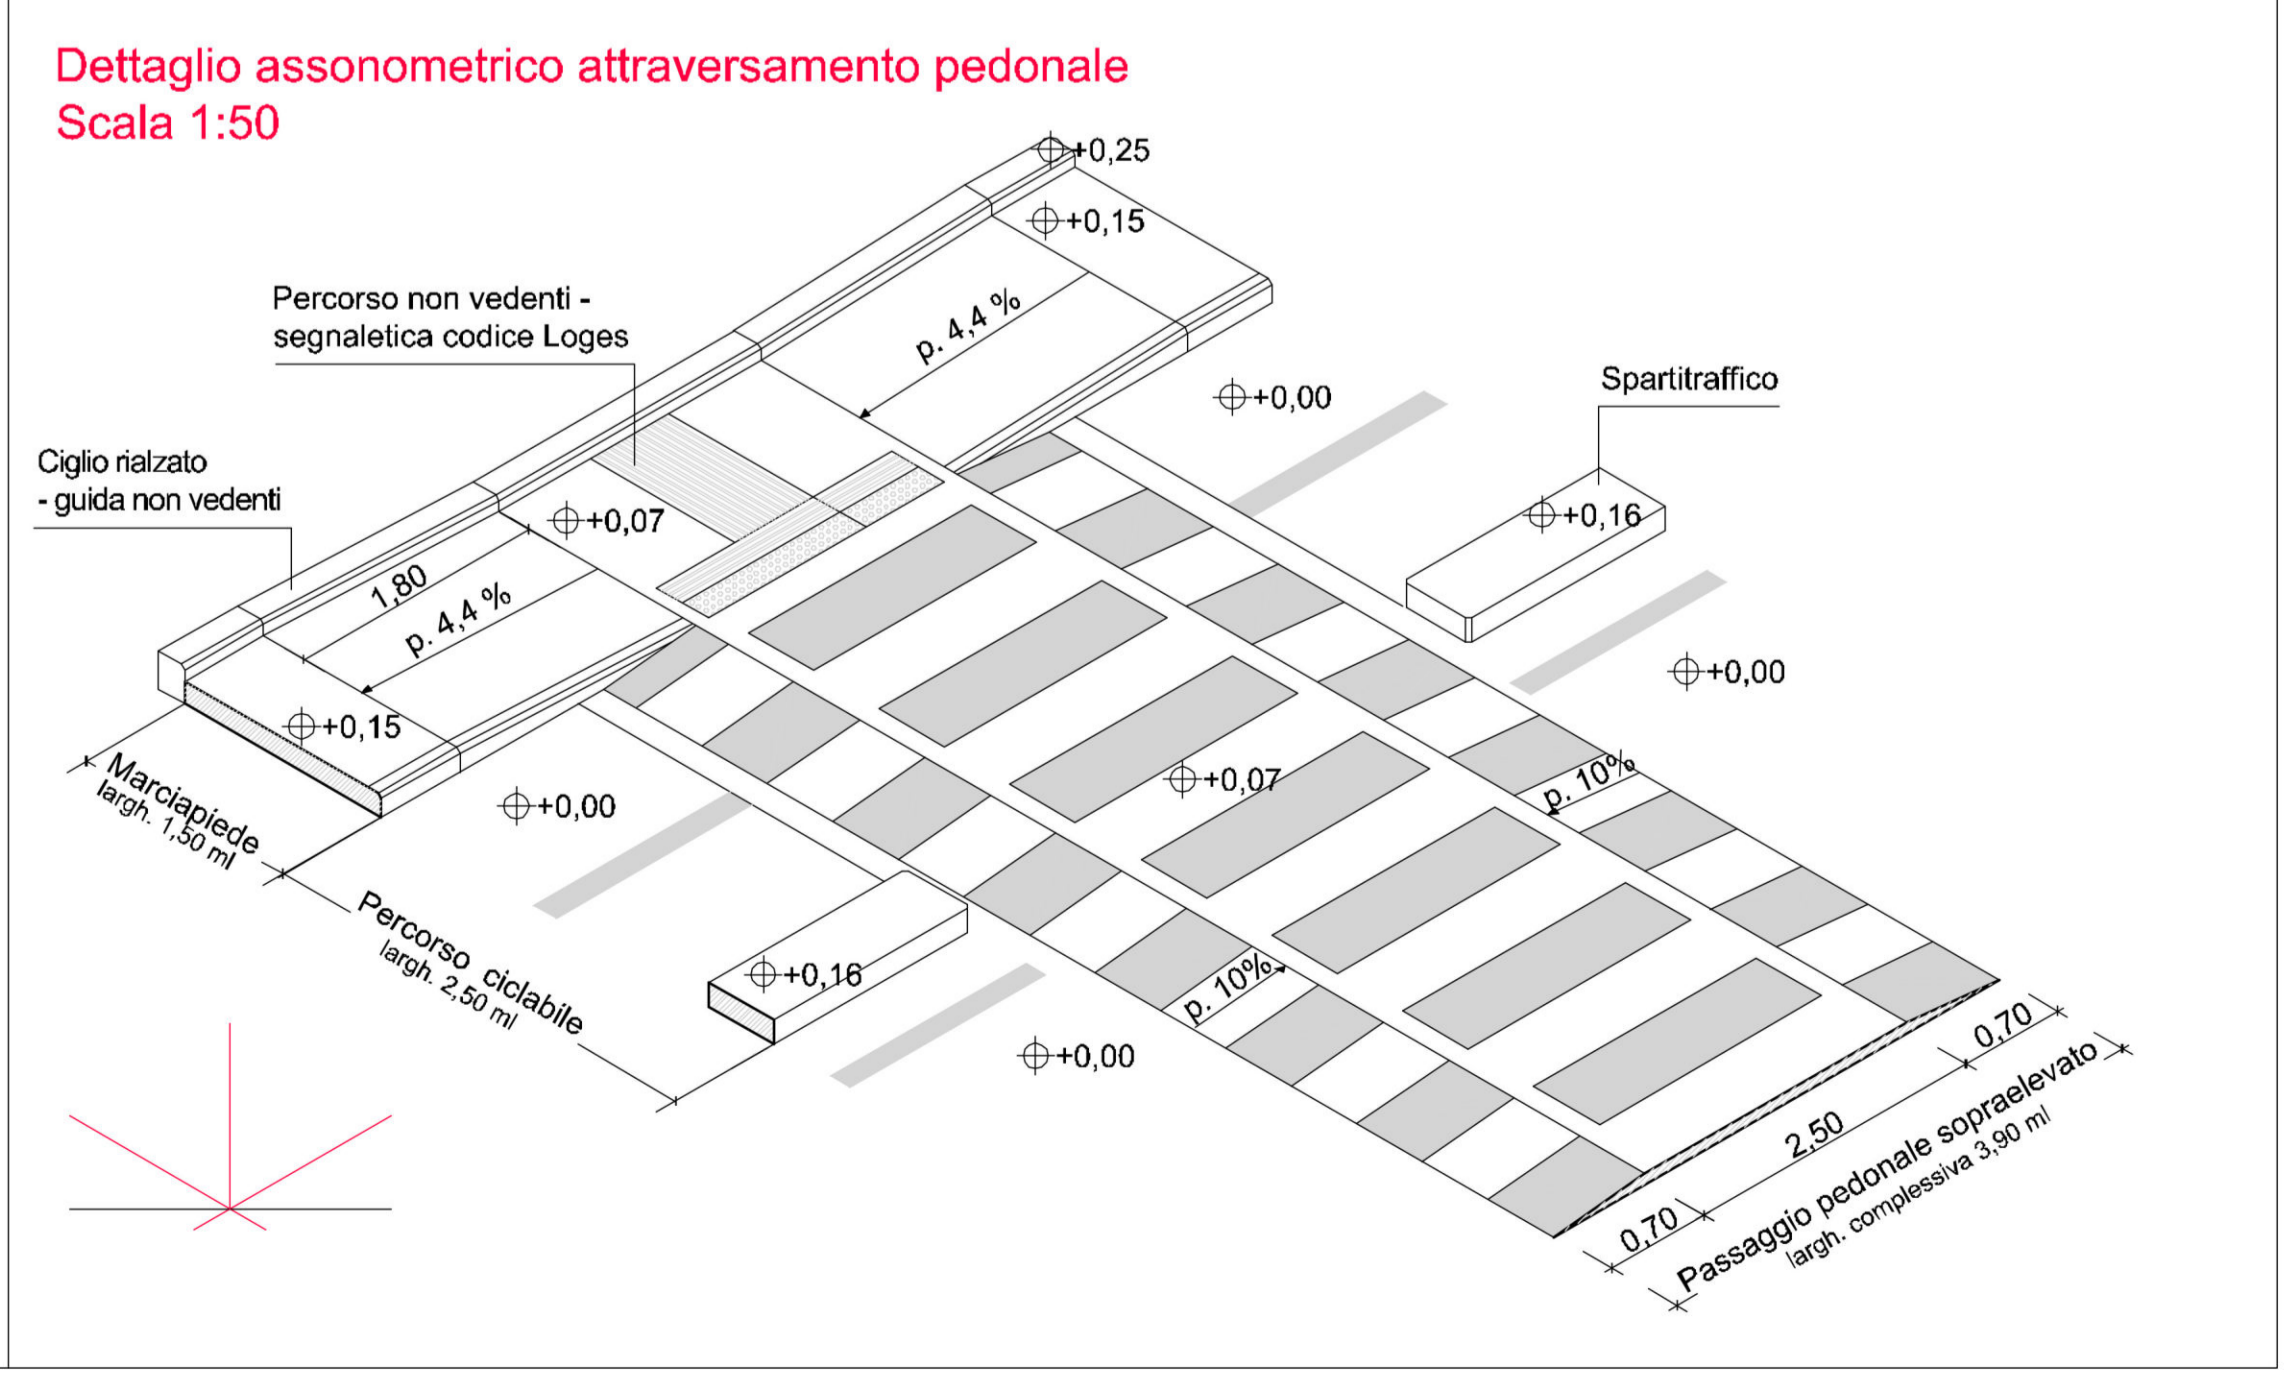 Dettaglio assonometrico attraversamento pedonale
Scala 1:50
+0,25
+0,15
Percorso non vedenti -
segnaletica codice Loges
p. 4,4 %
+0,00
Spartitraffico
Ciglio rialzato
- guida non vedenti
+0,07
+0,16
1,80
p. 4,4 %
+0,00
+0,15
Marciapiede
largh. 1,50 ml
+0,00
+0,07
p. 10%
Percorso ciclabile
largh. 2,50 ml
+0,16
p. 10%
+0,00
0,70
2,50
0,70
Passaggio pedonale sopraelevato
largh. complessiva 3,90 ml